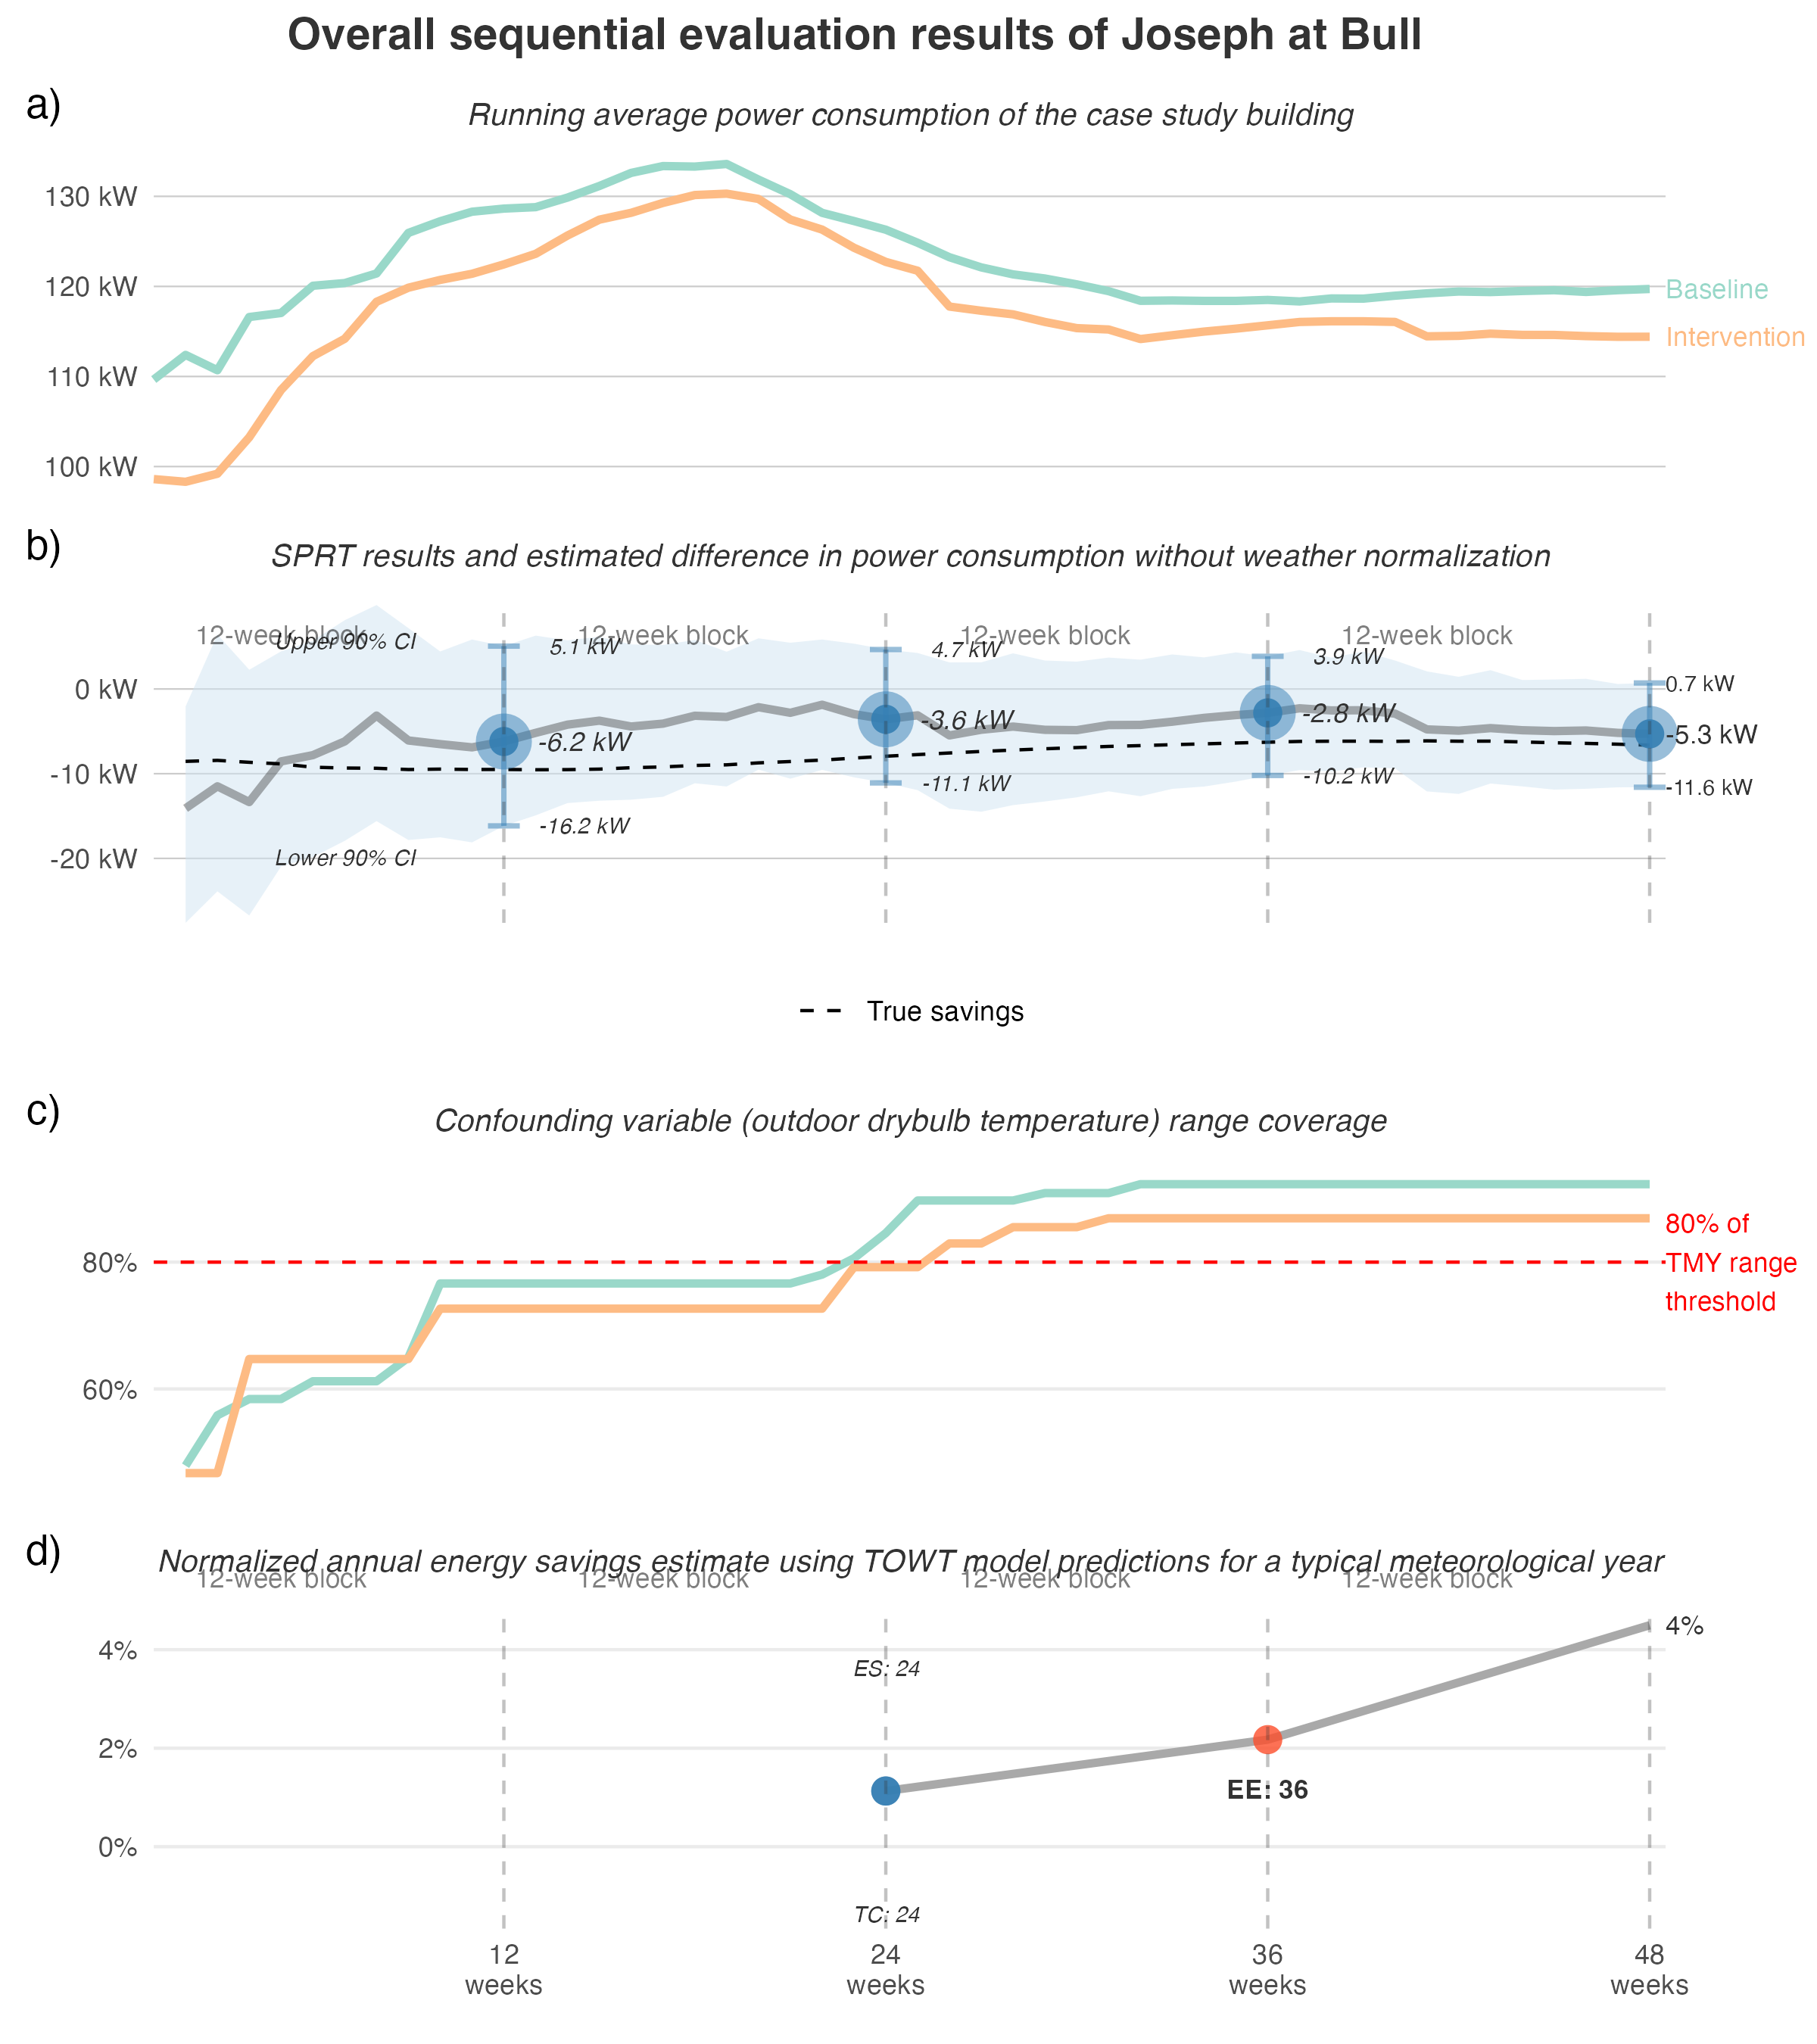 Overall sequential evaluation results of Joseph at Bull
a)
Running average power consumption of the case study building
130 kW
120 kW
110 kW
100 kW
Baseline
Intervention
b)
SPRT results and estimated difference in power consumption without weather normalization
12-week block
12-week block
12-week block
12-week block
Upper 90% CI
5.1 kW
4.7 kW
3.9 kW
0.7 kW
0 kW
-6.2 kW
-3.6 kW
-2.8 kW
-5.3 kW
-10 kW
-16.2 kW
-11.1 kW
-10.2 kW
-11.6 kW
Lower 90% CI
-20 kW
True savings
c)
Confounding variable (outdoor drybulb temperature) range coverage
80%
60%
80% of
TMY range
threshold
d)
Normalized annual energy savings estimate using TOWT model predictions for a typical meteorological year
12-week block
12-week block
12-week block
12-week block
4%
2%
0%
ES: 24
4%
EE: 36
TC: 24
12
weeks
24
weeks
36
weeks
48
weeks